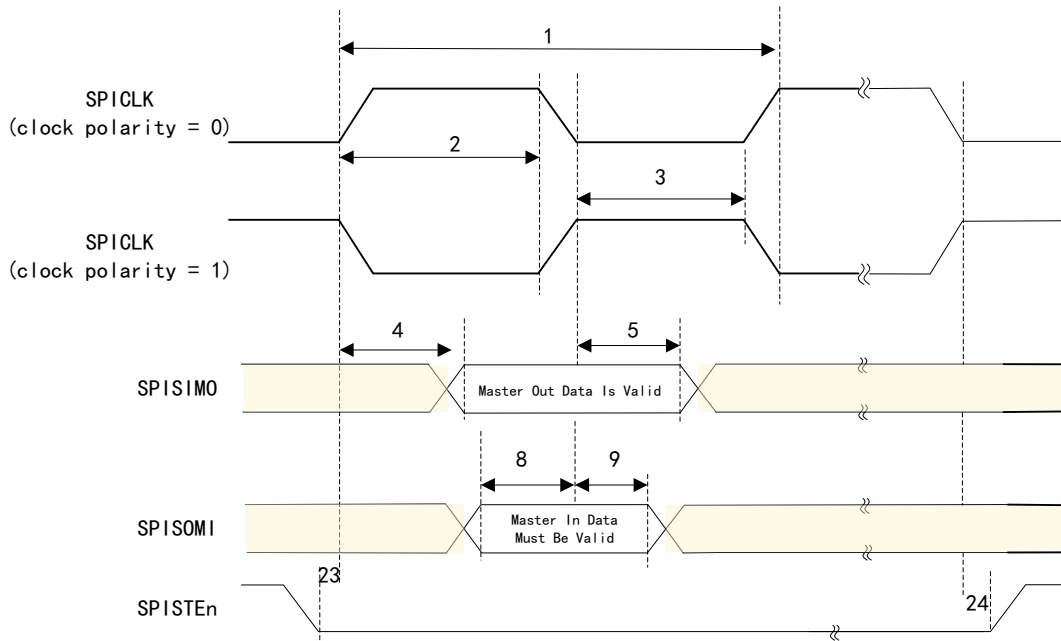 1
SPICLK
(clock polarity = 0)
2
3
SPICLK
(clock polarity = 1)
4
5
SPISIMO
Master Out Data Is Valid
8
9
SPISOMI
Master In Data
Must Be Valid
23
SPISTEn
24